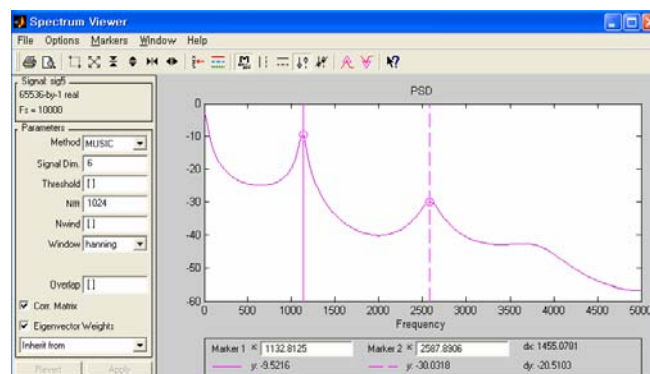 Spectrum Viewer
File Options Markers Window Help
Signal: sig5
65536-by-1 real
Fs = 10000
Parameters
Method MUSIC
Signal Dim. 6
Threshold [ ]
Nfft 1024
Nwind [ ]
Window hanning
Overlap [ ]
Corr. Matrix
Eigenvector Weights
Inherit from
Revert Apply
PSD
0
-10
-20
-30
-40
-50
-60
0 500 1000 1500 2000 2500 3000 3500 4000 4500 5000
Frequency
Marker 1 x: 1132.8125 Marker 2 x: 2587.8906 dx: 1455.0781
y: -9.5216 y: -30.0318 dy: -20.5103